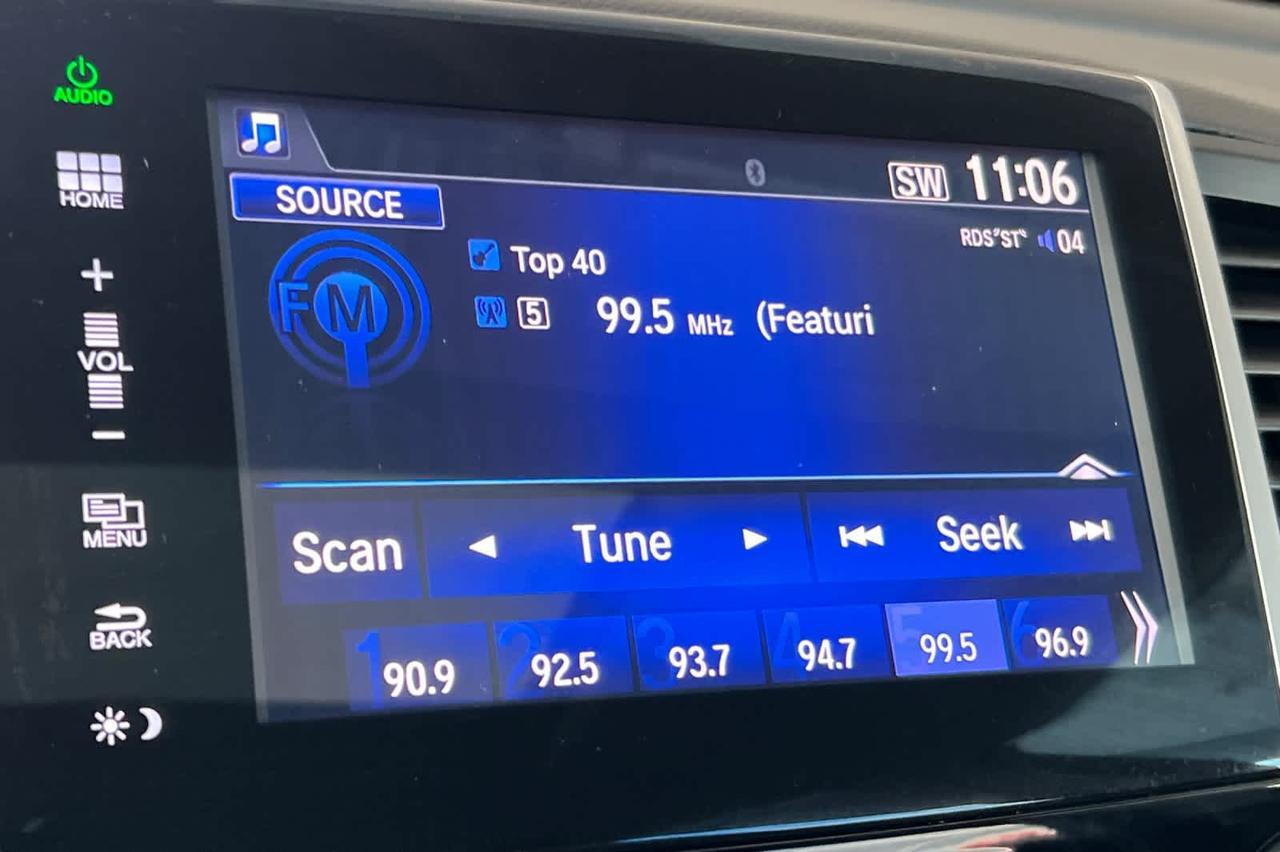 AUDIO
HOME
VOL
MENU
BACK
SW 11:06
SOURCE
RDS ST 04
FM
Top 40
5 99.5 MHz (Featuri
Scan Tune Seek
1 90.9 2 92.5 3 93.7 4 94.7 5 99.5 6 96.9